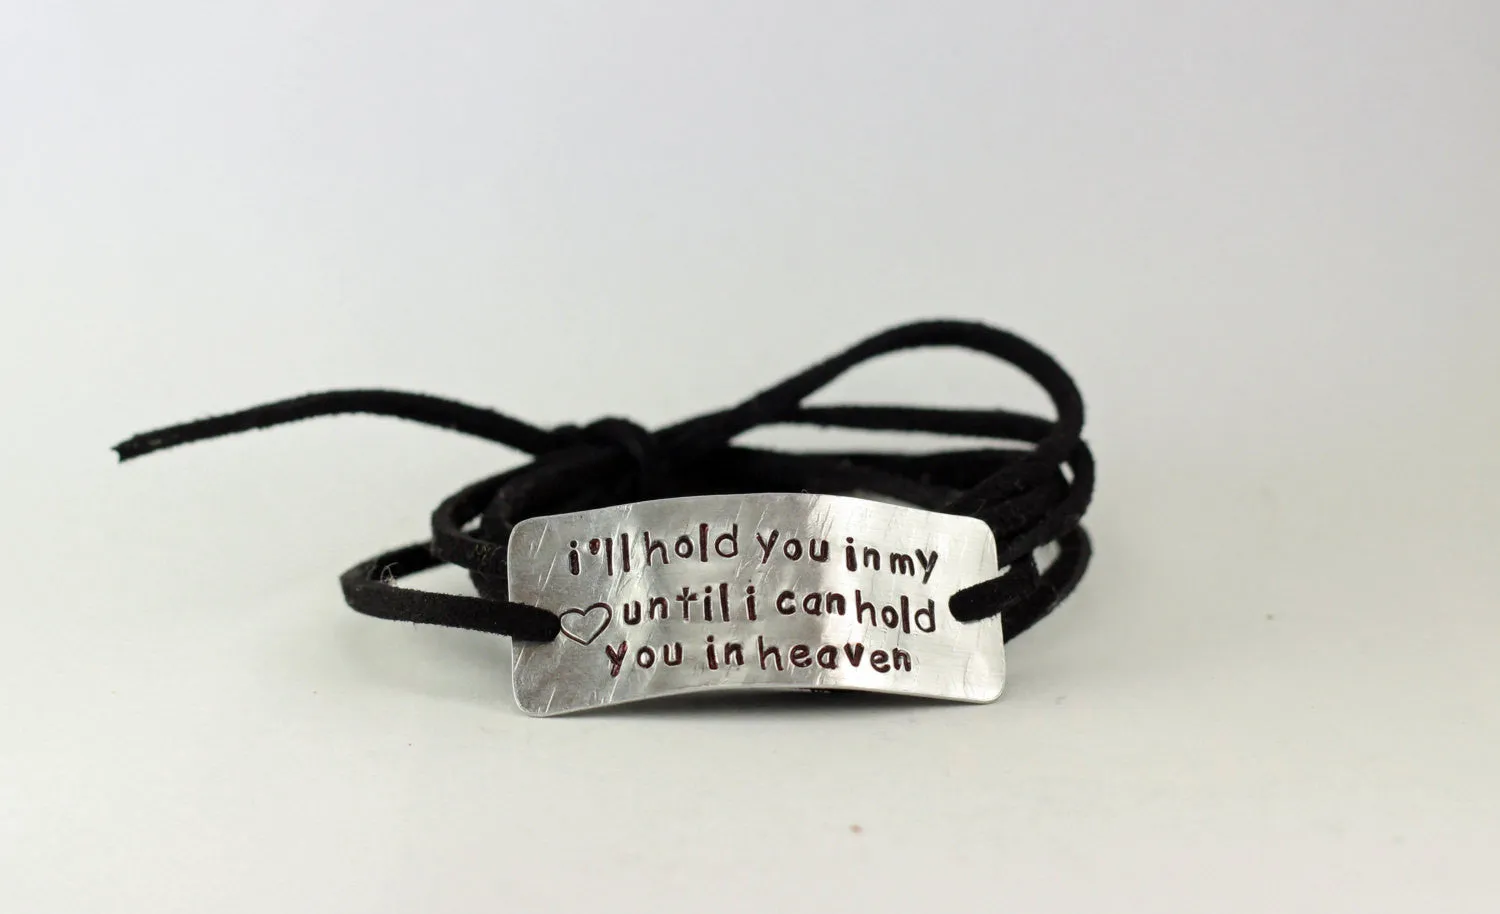 i'll hold you in my
♡ until i can hold
you in heaven